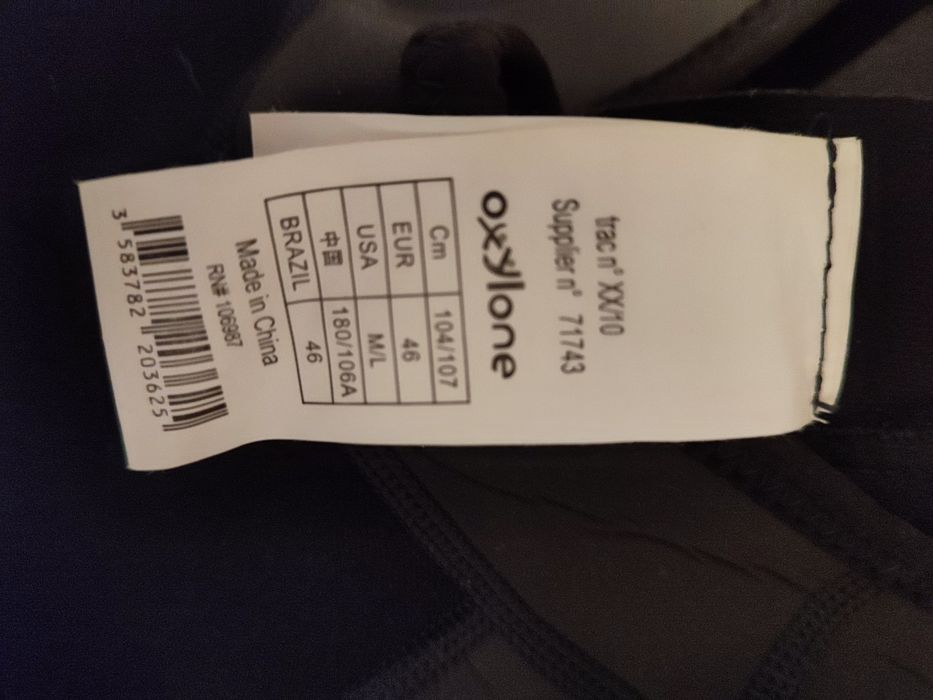 trac n° XX/10
Supplier n° 71743
oxylone
Cm 104/107
EUR 46
USA M/L
中国 180/106A
BRAZIL 46
Made in China
RN# 106987
3 583782 203625